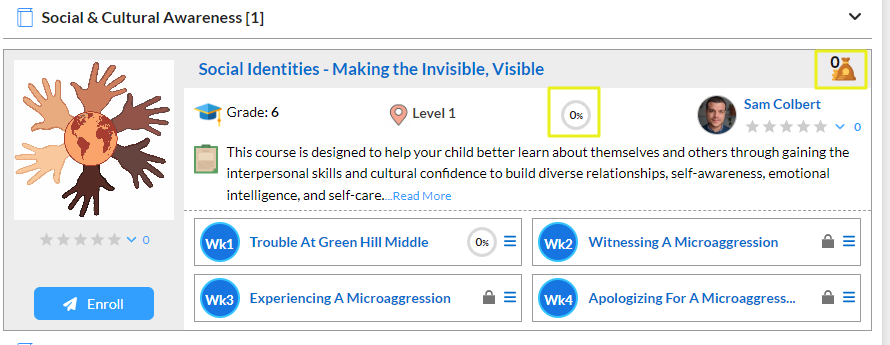 Social & Cultural Awareness [1]
Social Identities - Making the Invisible, Visible
0
Grade: 6
Level 1
0%
Sam Colbert
0
This course is designed to help your child better learn about themselves and others through gaining the
interpersonal skills and cultural confidence to build diverse relationships, self-awareness, emotional
intelligence, and self-care....Read More
0
Enroll
Wk1 Trouble At Green Hill Middle 0%
Wk2 Witnessing A Microaggression
Wk3 Experiencing A Microaggression
Wk4 Apologizing For A Microaggress...